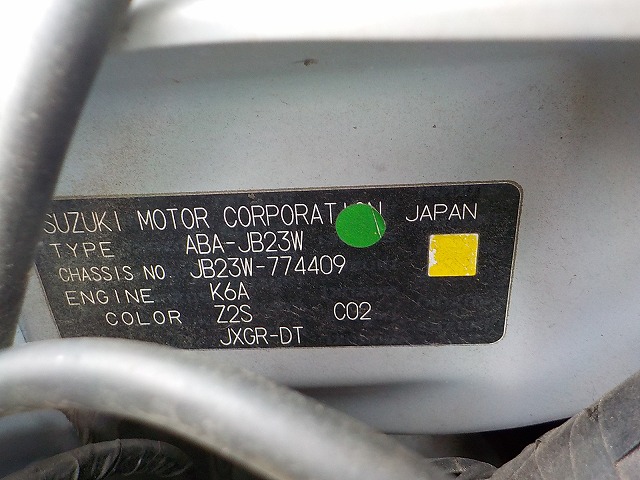 SUZUKI MOTOR CORPORATION JAPAN
TYPE ABA-JB23W
CHASSIS NO. JB23W-774409
ENGINE K6A
COLOR Z2S C02
JXGR-DT